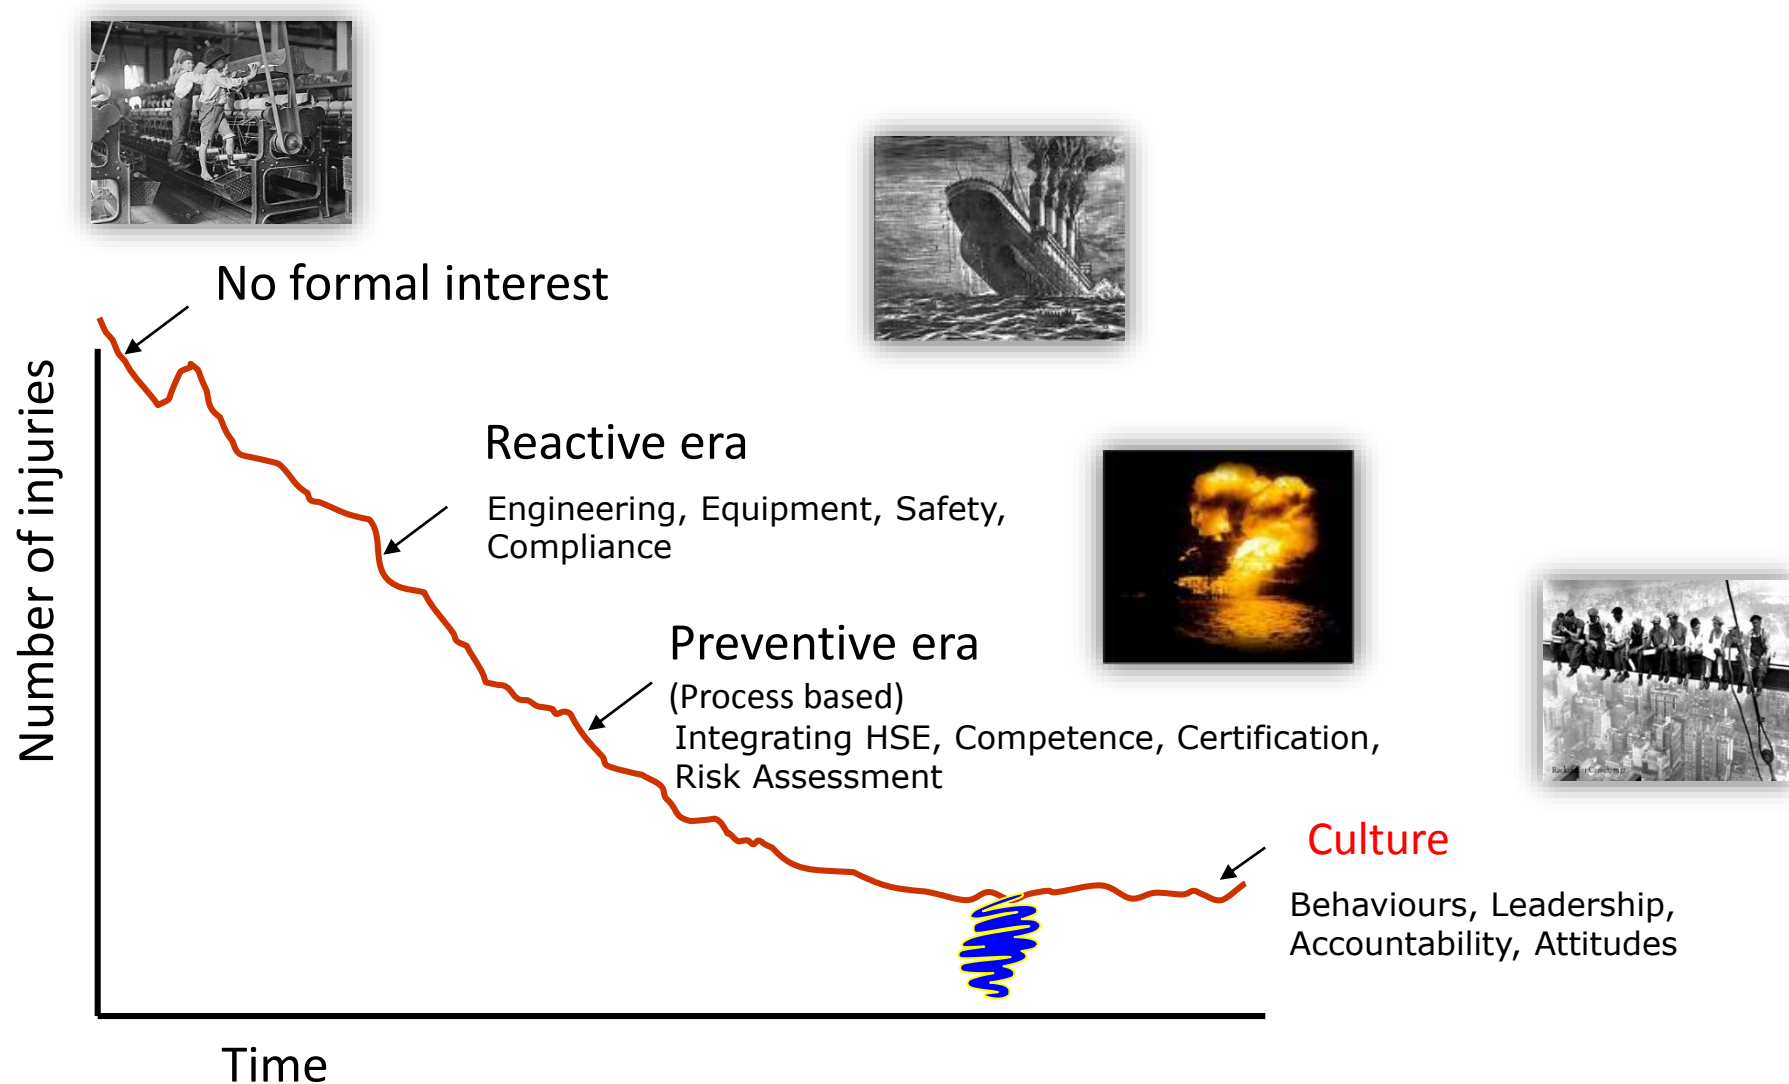 No formal interest
Number of injuries
Reactive era
Engineering, Equipment, Safety,
Compliance
Preventive era
(Process based)
Integrating HSE, Competence, Certification,
Risk Assessment
Culture
Behaviours, Leadership,
Accountability, Attitudes
Time